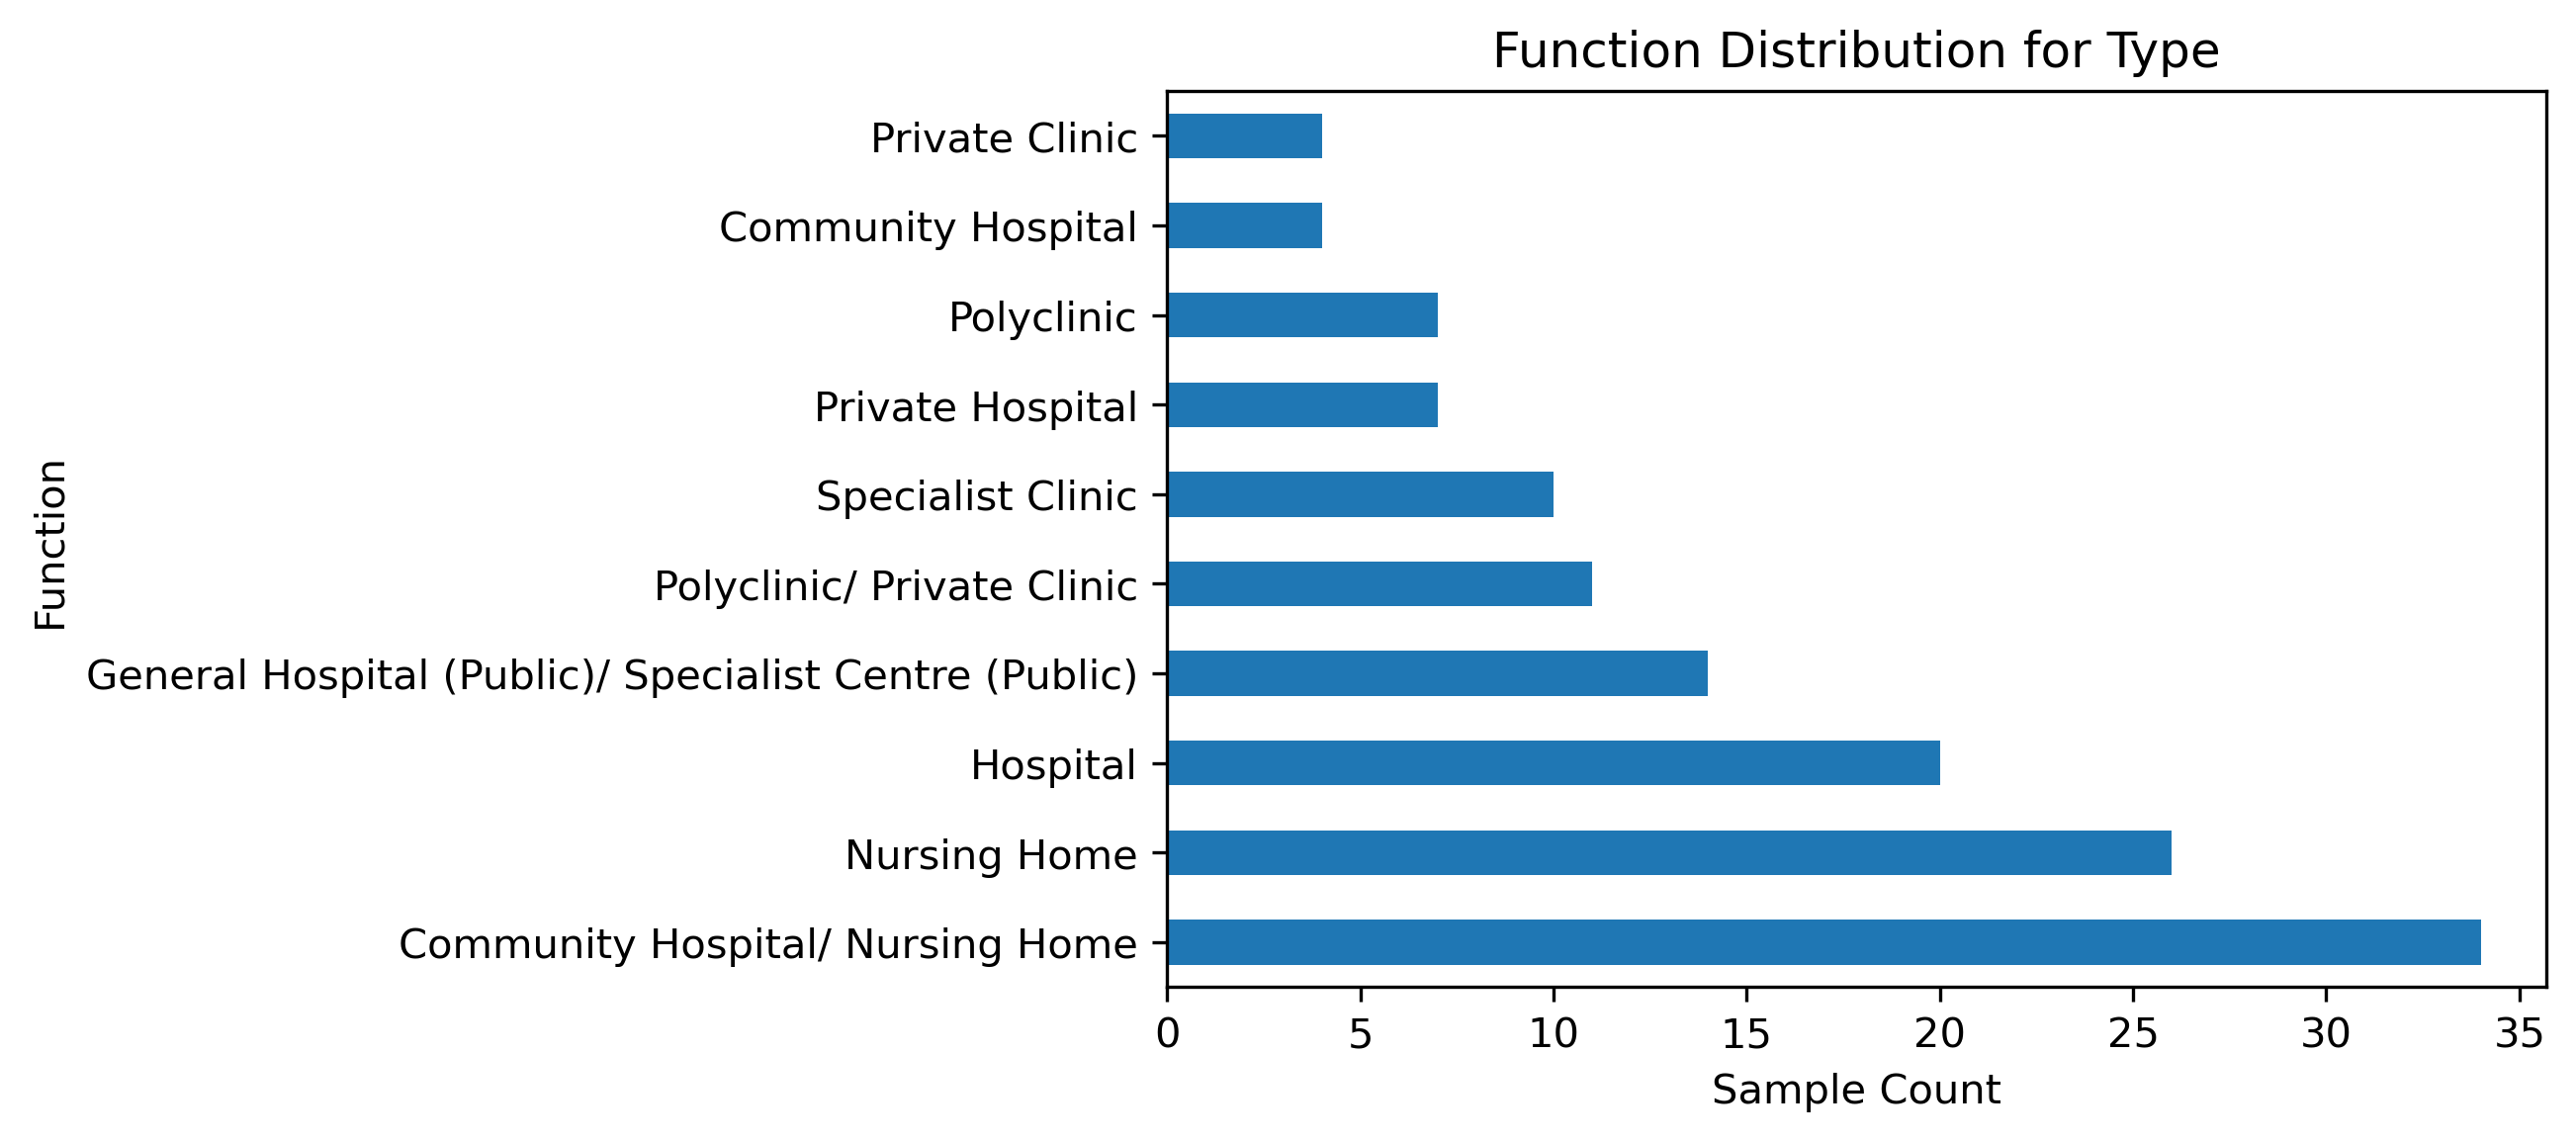 Function Distribution for Type
Private Clinic
Community Hospital
Polyclinic
Private Hospital
Specialist Clinic
Polyclinic/ Private Clinic
General Hospital (Public)/ Specialist Centre (Public)
Hospital
Nursing Home
Community Hospital/ Nursing Home
Function
0 5 10 15 20 25 30 35
Sample Count